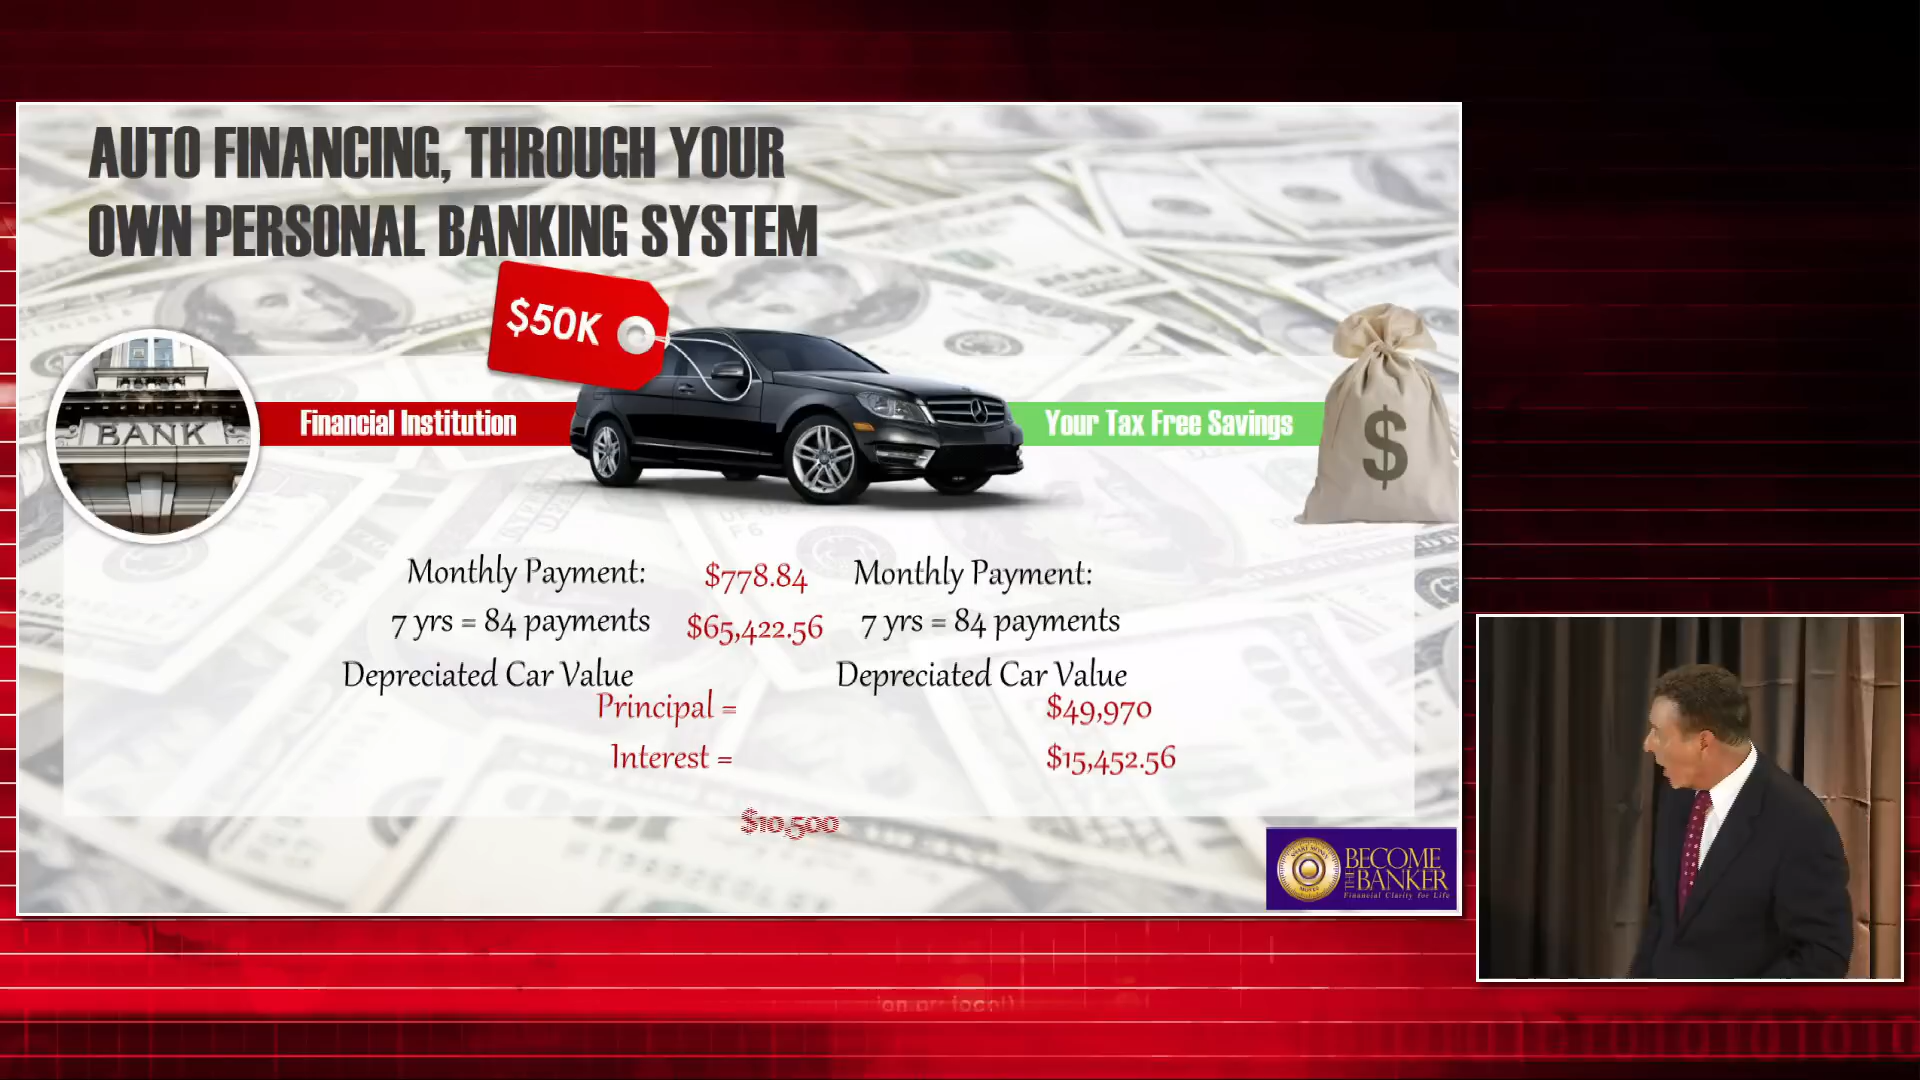 AUTO FINANCING, THROUGH YOUR
OWN PERSONAL BANKING SYSTEM
$50K
BANK
Financial Institution
Your Tax Free Savings
$
Monthly Payment: $778.84 Monthly Payment:
7 yrs = 84 payments $65,422.56 7 yrs = 84 payments
Depreciated Car Value Depreciated Car Value
Principal = $49,970
Interest = $15,452.56
$10,500
BECOME
THE BANKER
Financial Clarity for Life